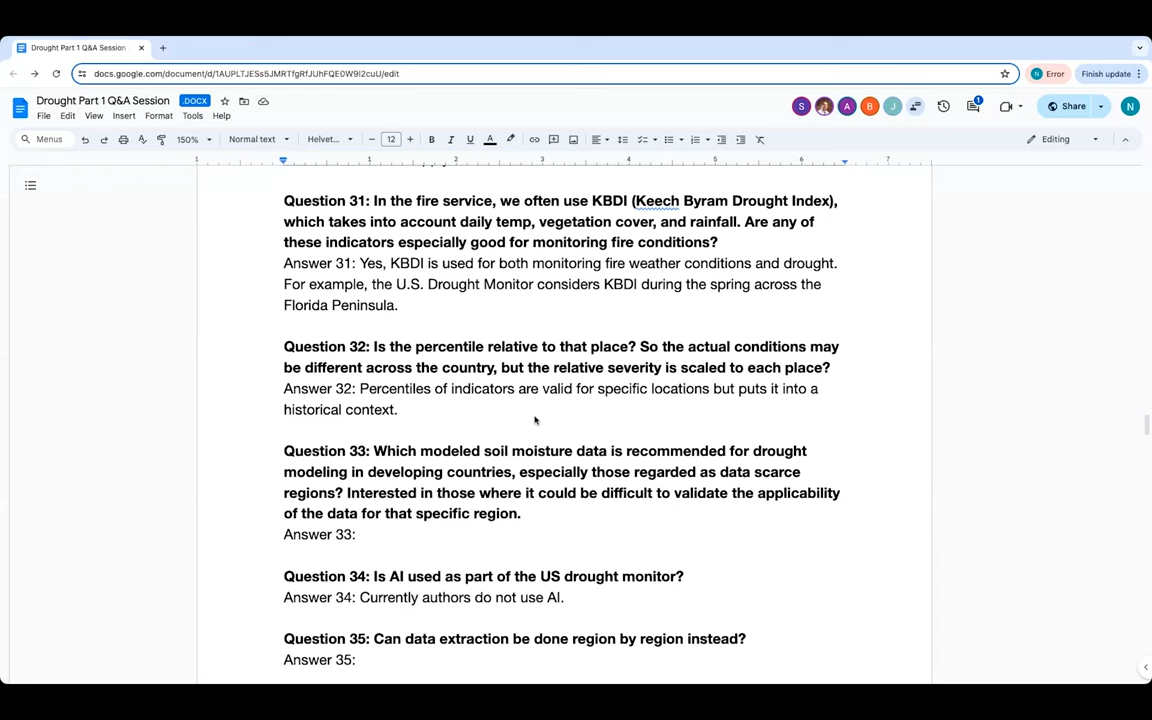 Drought Part 1 Q&A Session
docs.google.com/document/d/1AUPLTJESs5JMRTfgRfJUhFQE0W9I2cuU/edit
N Error
Finish update
Drought Part 1 Q&A Session .DOCX
File Edit View Insert Format Tools Help
S A B J 1 Share N
Menus 150% Normal text Helvet... 12 B I U A Editing
1 1 2 3 4 5 6 7
Question 31: In the fire service, we often use KBDI (Keech Byram Drought Index),
which takes into account daily temp, vegetation cover, and rainfall. Are any of
these indicators especially good for monitoring fire conditions?
Answer 31: Yes, KBDI is used for both monitoring fire weather conditions and drought.
For example, the U.S. Drought Monitor considers KBDI during the spring across the
Florida Peninsula.
Question 32: Is the percentile relative to that place? So the actual conditions may
be different across the country, but the relative severity is scaled to each place?
Answer 32: Percentiles of indicators are valid for specific locations but puts it into a
historical context.
Question 33: Which modeled soil moisture data is recommended for drought
modeling in developing countries, especially those regarded as data scarce
regions? Interested in those where it could be difficult to validate the applicability
of the data for that specific region.
Answer 33:
Question 34: Is AI used as part of the US drought monitor?
Answer 34: Currently authors do not use AI.
Question 35: Can data extraction be done region by region instead?
Answer 35: